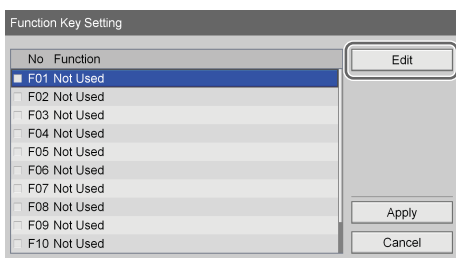 Function Key Setting
No Function
Edit
F01 Not Used
F02 Not Used
F03 Not Used
F04 Not Used
F05 Not Used
F06 Not Used
F07 Not Used
F08 Not Used
Apply
F09 Not Used
F10 Not Used
Cancel